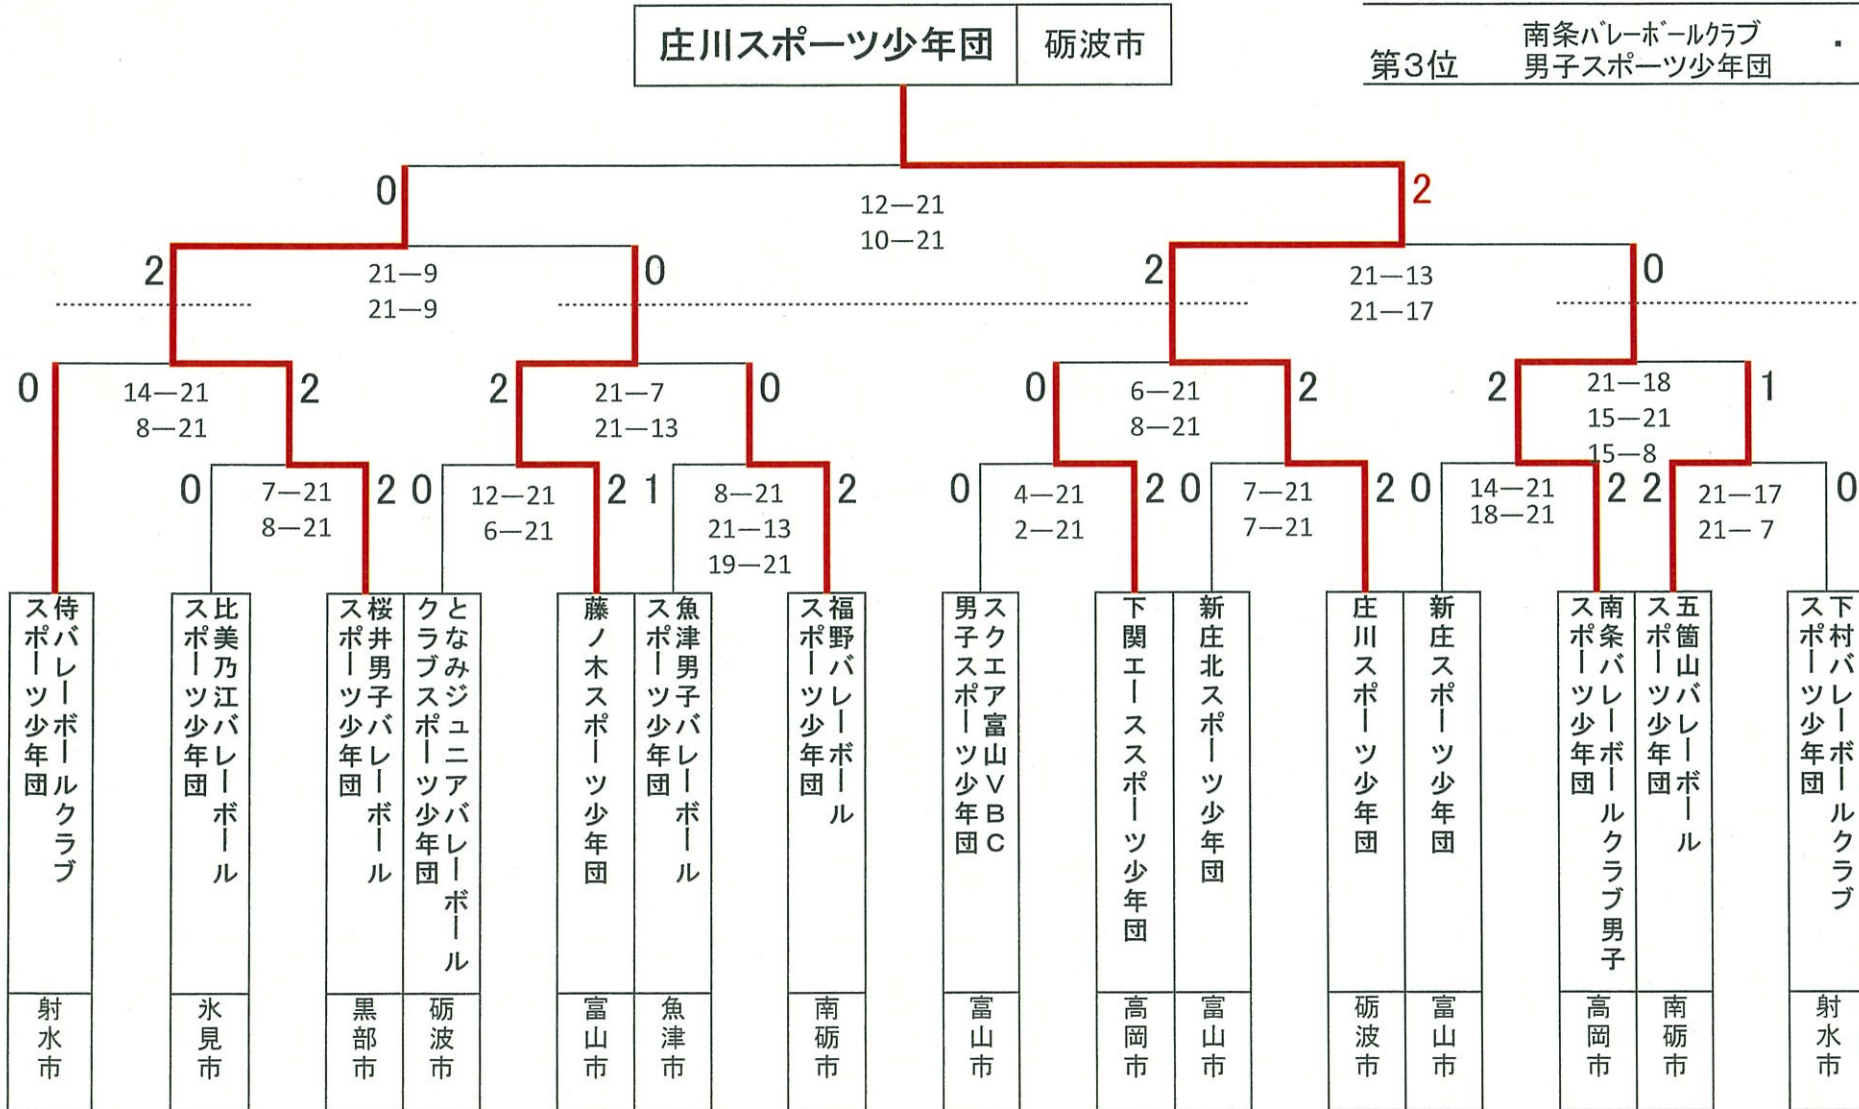 庄川スポーツ少年団 砺波市
南条バレーボールクラブ ・
第3位 男子スポーツ少年団
0 2
12—21
10—21
2 21—9 0 2 21—13 0
21—9 21—17
0 14—21 2 2 21—7 0 0 6—21 2 2 21—18 1
8—21 21—13 8—21 15—21
15—8
0 7—21 2 0 12—21 2 1 8—21 2 0 4—21 2 0 7—21 2 0 14—21 2 2 21—17 0
8—21 6—21 21—13 2—21 7—21 18—21 21—7
19—21
侍バレーボールクラブ
スポーツ少年団
比美乃江バレーボール
スポーツ少年団
桜井男子バレーボール
スポーツ少年団
となみジュニアバレーボール
クラブスポーツ少年団
藤ノ木スポーツ少年団
魚津男子バレーボール
スポーツ少年団
福野バレーボール
スポーツ少年団
スクエア富山VBC
男子スポーツ少年団
下関エーススポーツ少年団
新庄北スポーツ少年団
庄川スポーツ少年団
新庄スポーツ少年団
南条バレーボールクラブ男子
スポーツ少年団
五箇山バレーボール
スポーツ少年団
下村バレーボールクラブ
スポーツ少年団
射水市 氷見市 黒部市 砺波市 富山市 魚津市 南砺市 富山市 高岡市 富山市 砺波市 富山市 高岡市 南砺市 射水市